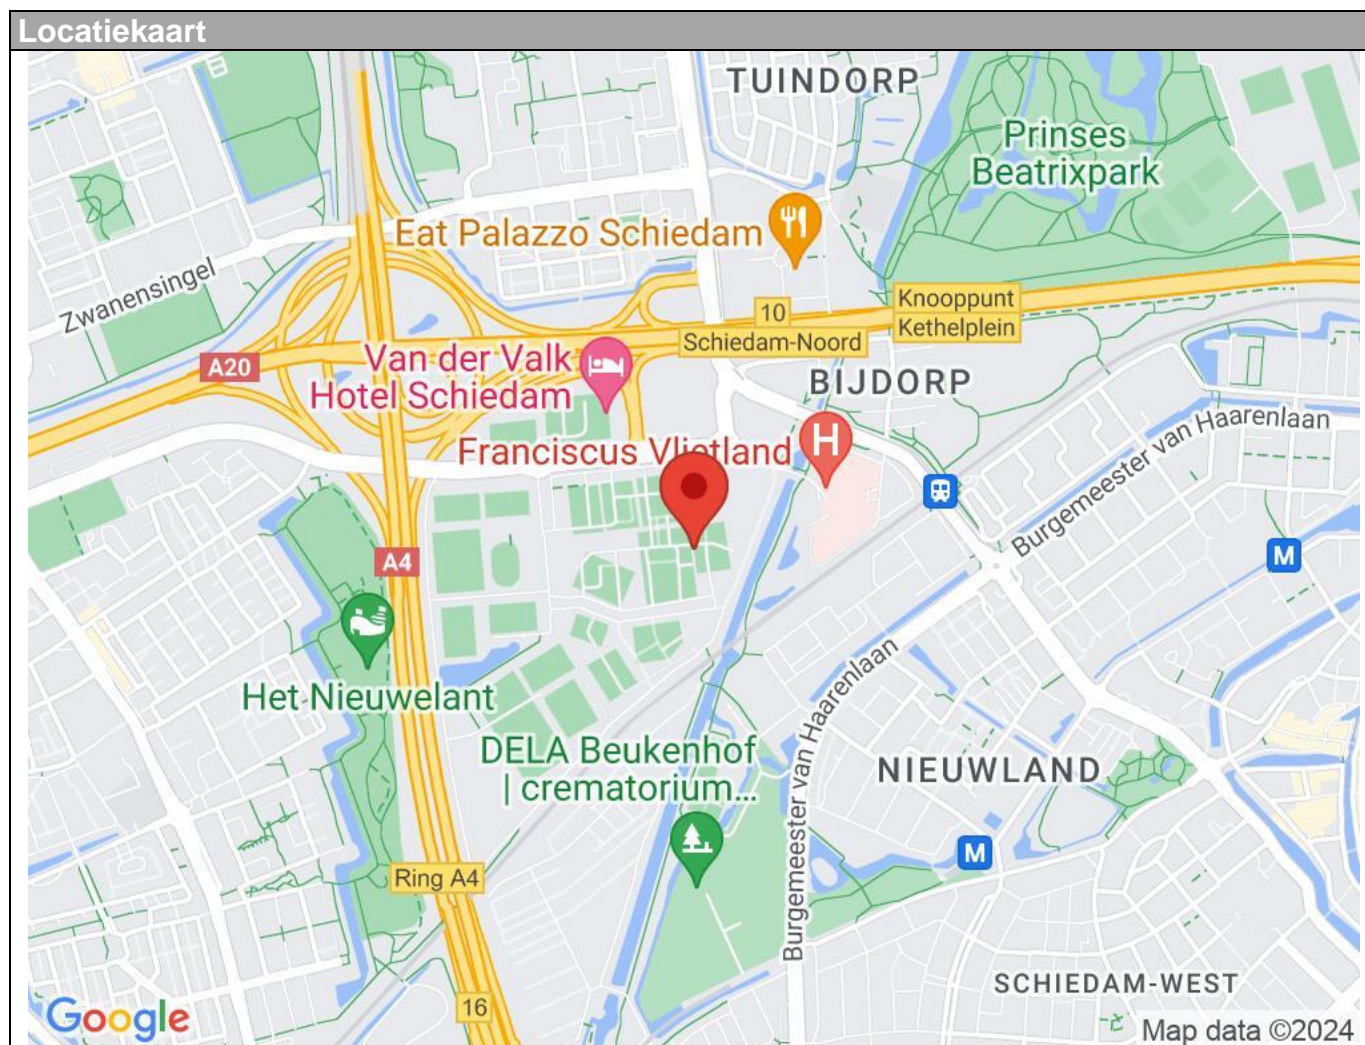 Locatiekaart
TUINDORP
Prinses
Beatrixpark
Eat Palazzo Schiedam
Zwanensingel
Knooppunt
Kethelplein
10
Schiedam-Noord
A20
Van der Valk
Hotel Schiedam
BIJDORP
Burgemeester van Haarenlaan
Franciscus Vlietland
H
A4
M
Het Nieuwelant
Burgemeester van Haarenlaan
DELA Beukenhof
| crematorium...
NIEUWLAND
M
Ring A4
SCHIEDAM-WEST
16
Google
Map data ©2024